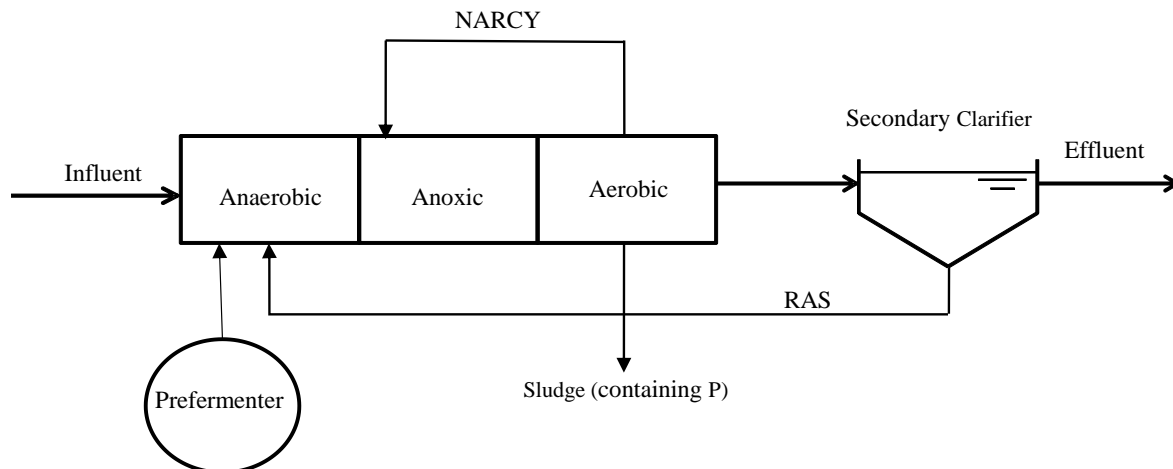 NARCY
Secondary Clarifier
Influent
Effluent
Anaerobic
Anoxic
Aerobic
RAS
Prefermenter
Sludge (containing P)